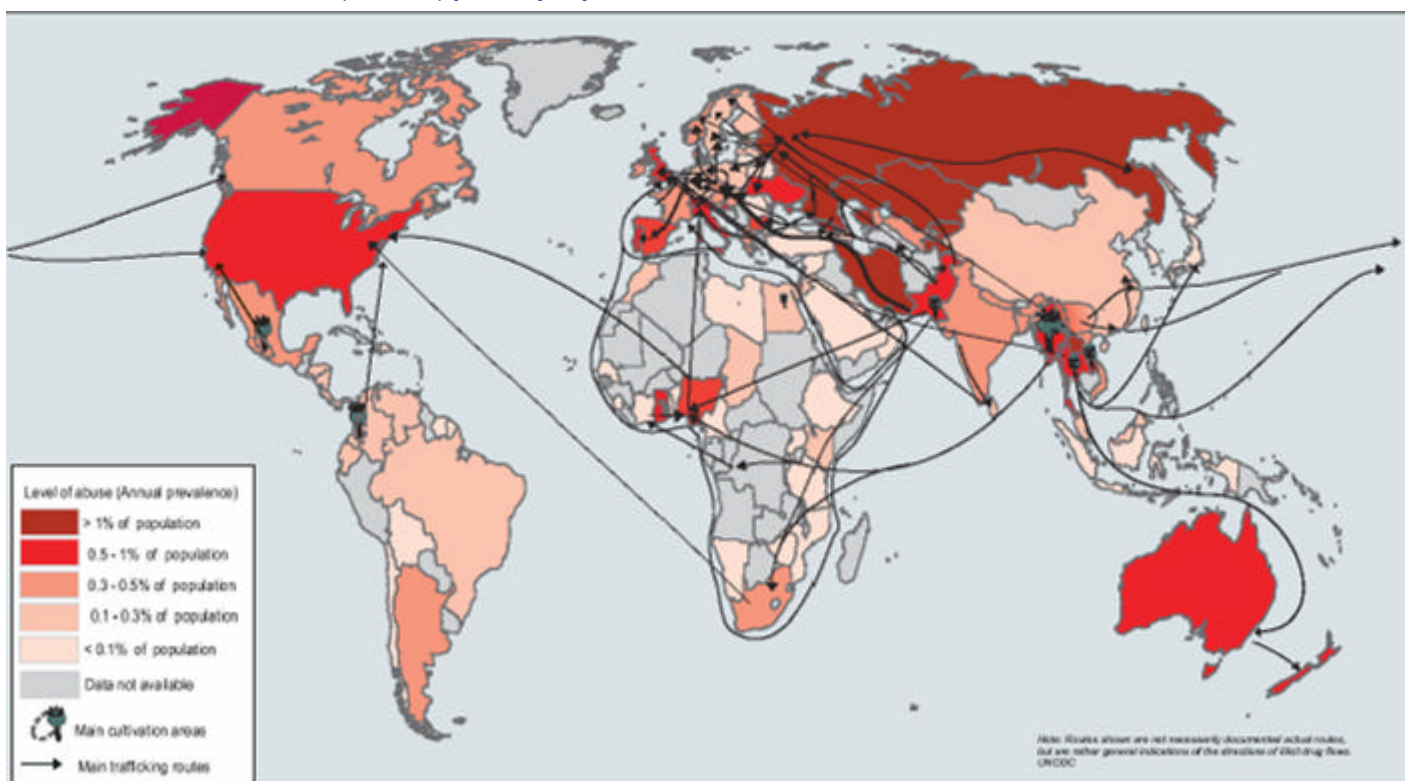 Level of abuse (Annual prevalence)
> 1% of population
0.5 - 1% of population
0.3 - 0.5% of population
0.1 - 0.3% of population
< 0.1% of population
Data not available
Main cultivation areas
Main trafficking routes
Note: Routes shown are not necessarily documented actual routes,
but are rather general indications of the directions of illicit drug flows.
UNODC